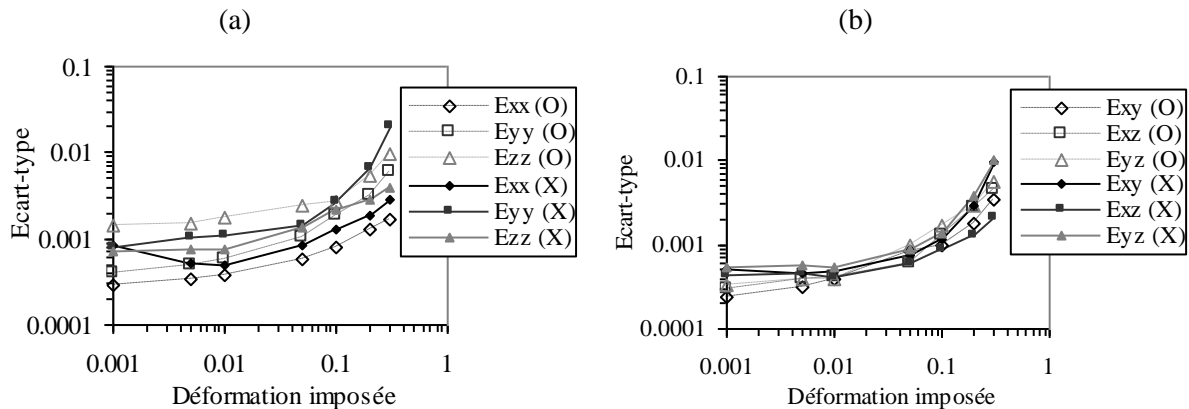 (a)
0.1
0.01
0.001
0.0001
Ecart-type
0.001 0.01 0.1 1
Déformation imposée
Exx (O)
Eyy (O)
Ezz (O)
Exx (X)
Eyy (X)
Ezz (X)
(b)
0.1
0.01
0.001
0.0001
Ecart-type
0.001 0.01 0.1 1
Déformation imposée
Exy (O)
Exz (O)
Eyz (O)
Exy (X)
Exz (X)
Eyz (X)